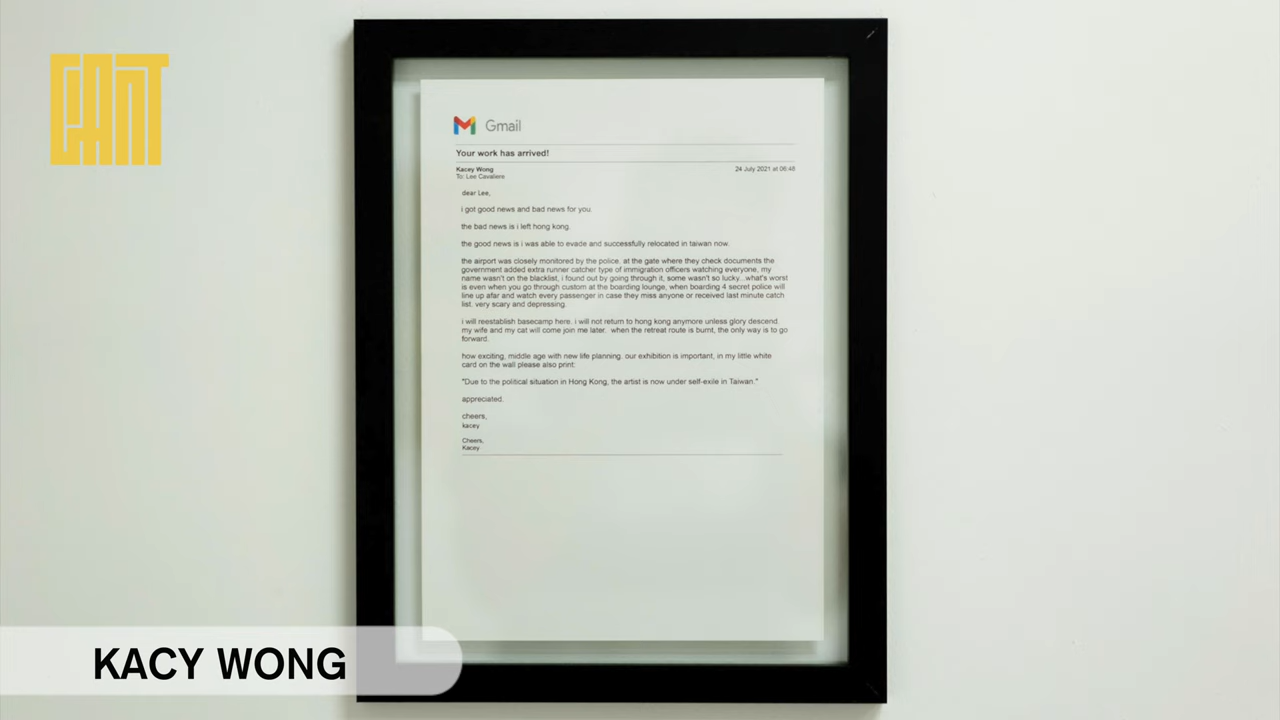 CANT
Gmail
Your work has arrived!
Kacey Wong
24 July 2021 at 06:46
To: Lee Cavaliere
dear Lee,
i got good news and bad news for you.
the bad news is i left hong kong.
the good news is i was able to evade and successfully relocated in taiwan now.
the airport was closely monitored by the police. at the gate where they check documents the
government added extra runner catcher type of immigration officers watching everyone, my
name wasn't on the blacklist, i found out by going through it, some wasn't so lucky...what's worst
is even when you go through custom at the boarding lounge, when boarding 4 secret police will
line up afar and watch every passenger in case they miss anyone or received last minute catch
list. very scary and depressing.
i will reestablish basecamp here. i will not return to hong kong anymore unless glory descend.
my wife and my cat will come join me later. when the retreat route is burnt, the only way is to go
forward.
how exciting, middle age with new life planning. our exhibition is important, in my little white
card on the wall please also print:
"Due to the political situation in Hong Kong, the artist is now under self-exile in Taiwan."
appreciated.
cheers,
kacey
Cheers,
Kacey
KACY WONG